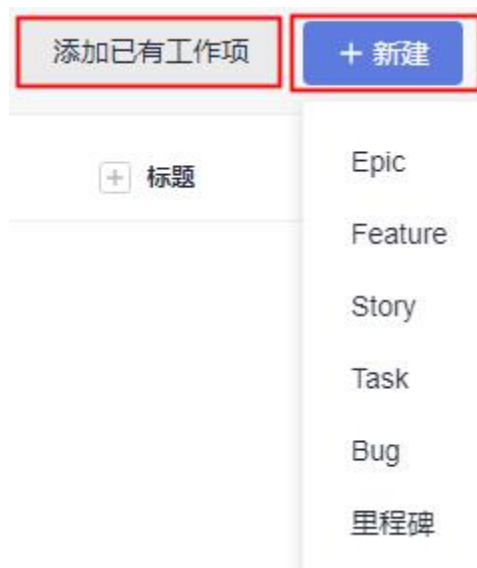 添加已有工作项
+ 新建
标题
Epic
Feature
Story
Task
Bug
里程碑